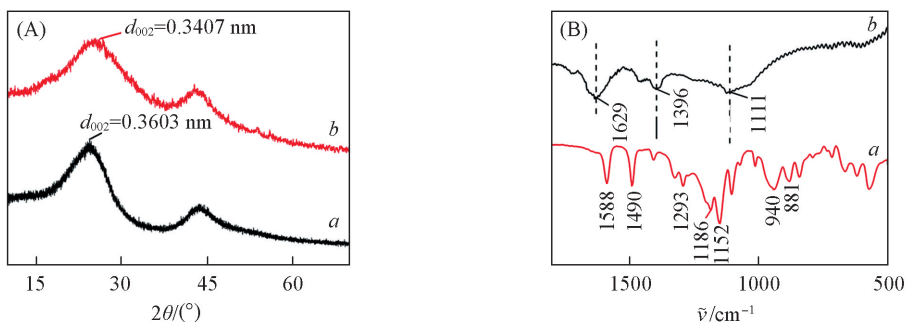 (A)
d002=0.3407 nm
b
d002=0.3603 nm
a
15 30 45 60
2θ/(°)
(B)
b
1629
1396
1111
a
1588
1490
1293
1186
1152
940
881
1500 1000 500
ṽ/cm−1